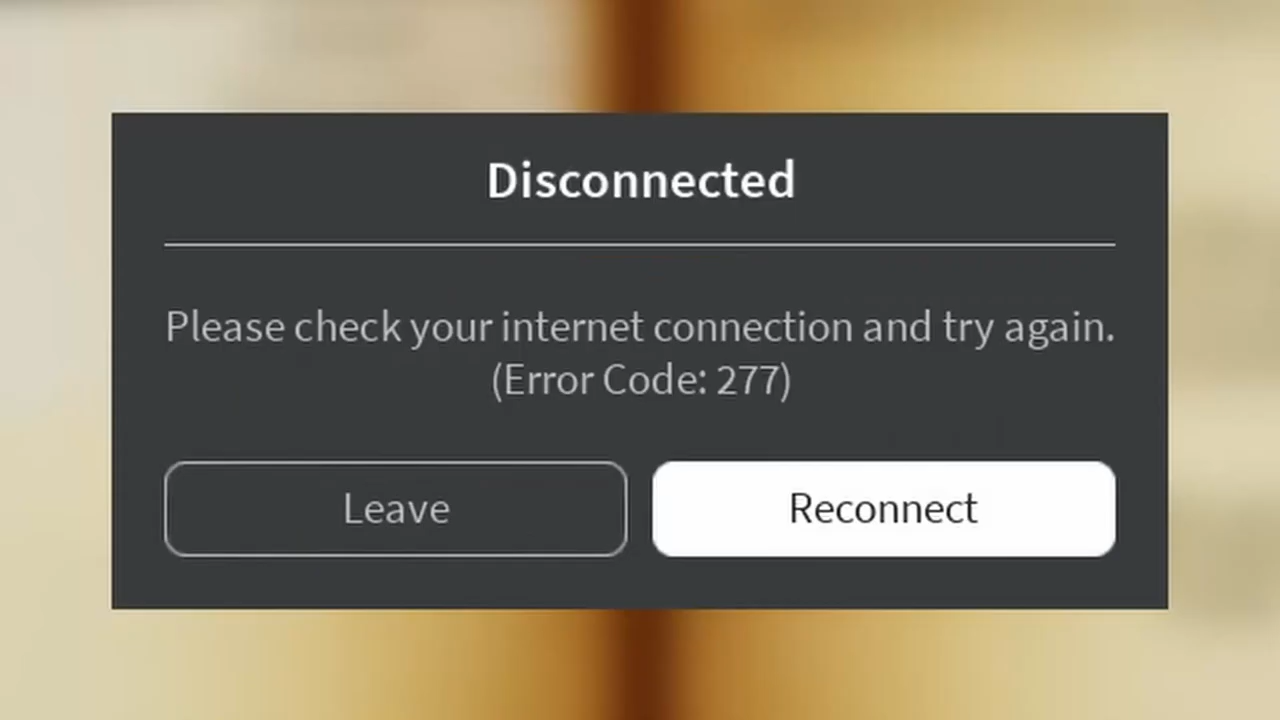 Disconnected
Please check your internet connection and try again.
(Error Code: 277)
Leave
Reconnect